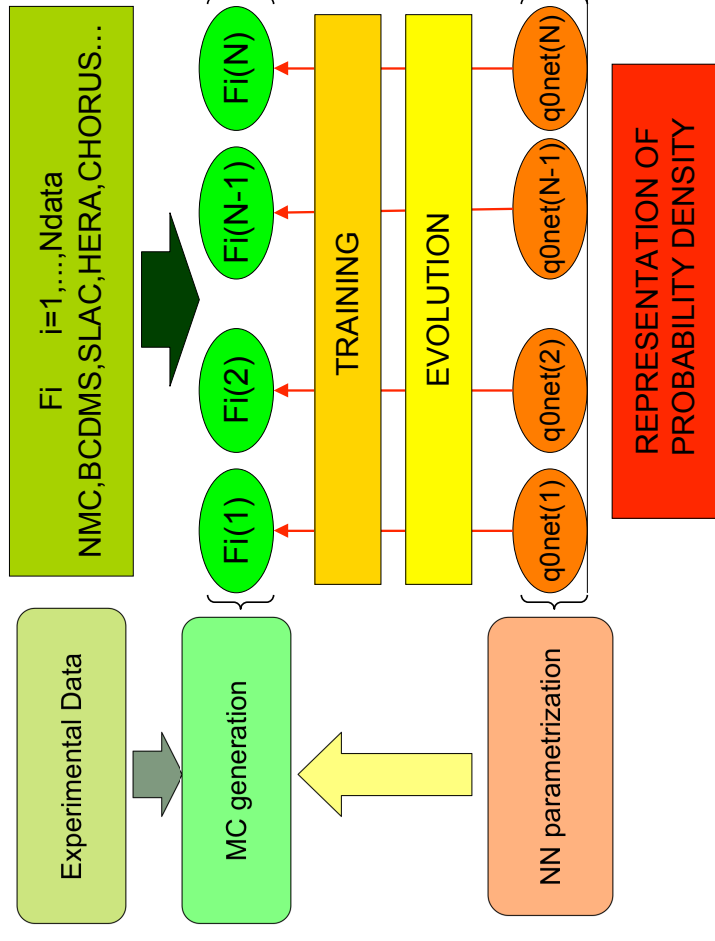 Experimental Data
Fi i=1,...,Ndata
NMC,BCDMS,SLAC,HERA,CHORUS...
MC generation
Fi(1)
Fi(2)
Fi(N-1)
Fi(N)
TRAINING
EVOLUTION
NN parametrization
q0net(1)
q0net(2)
q0net(N-1)
q0net(N)
REPRESENTATION OF
PROBABILITY DENSITY